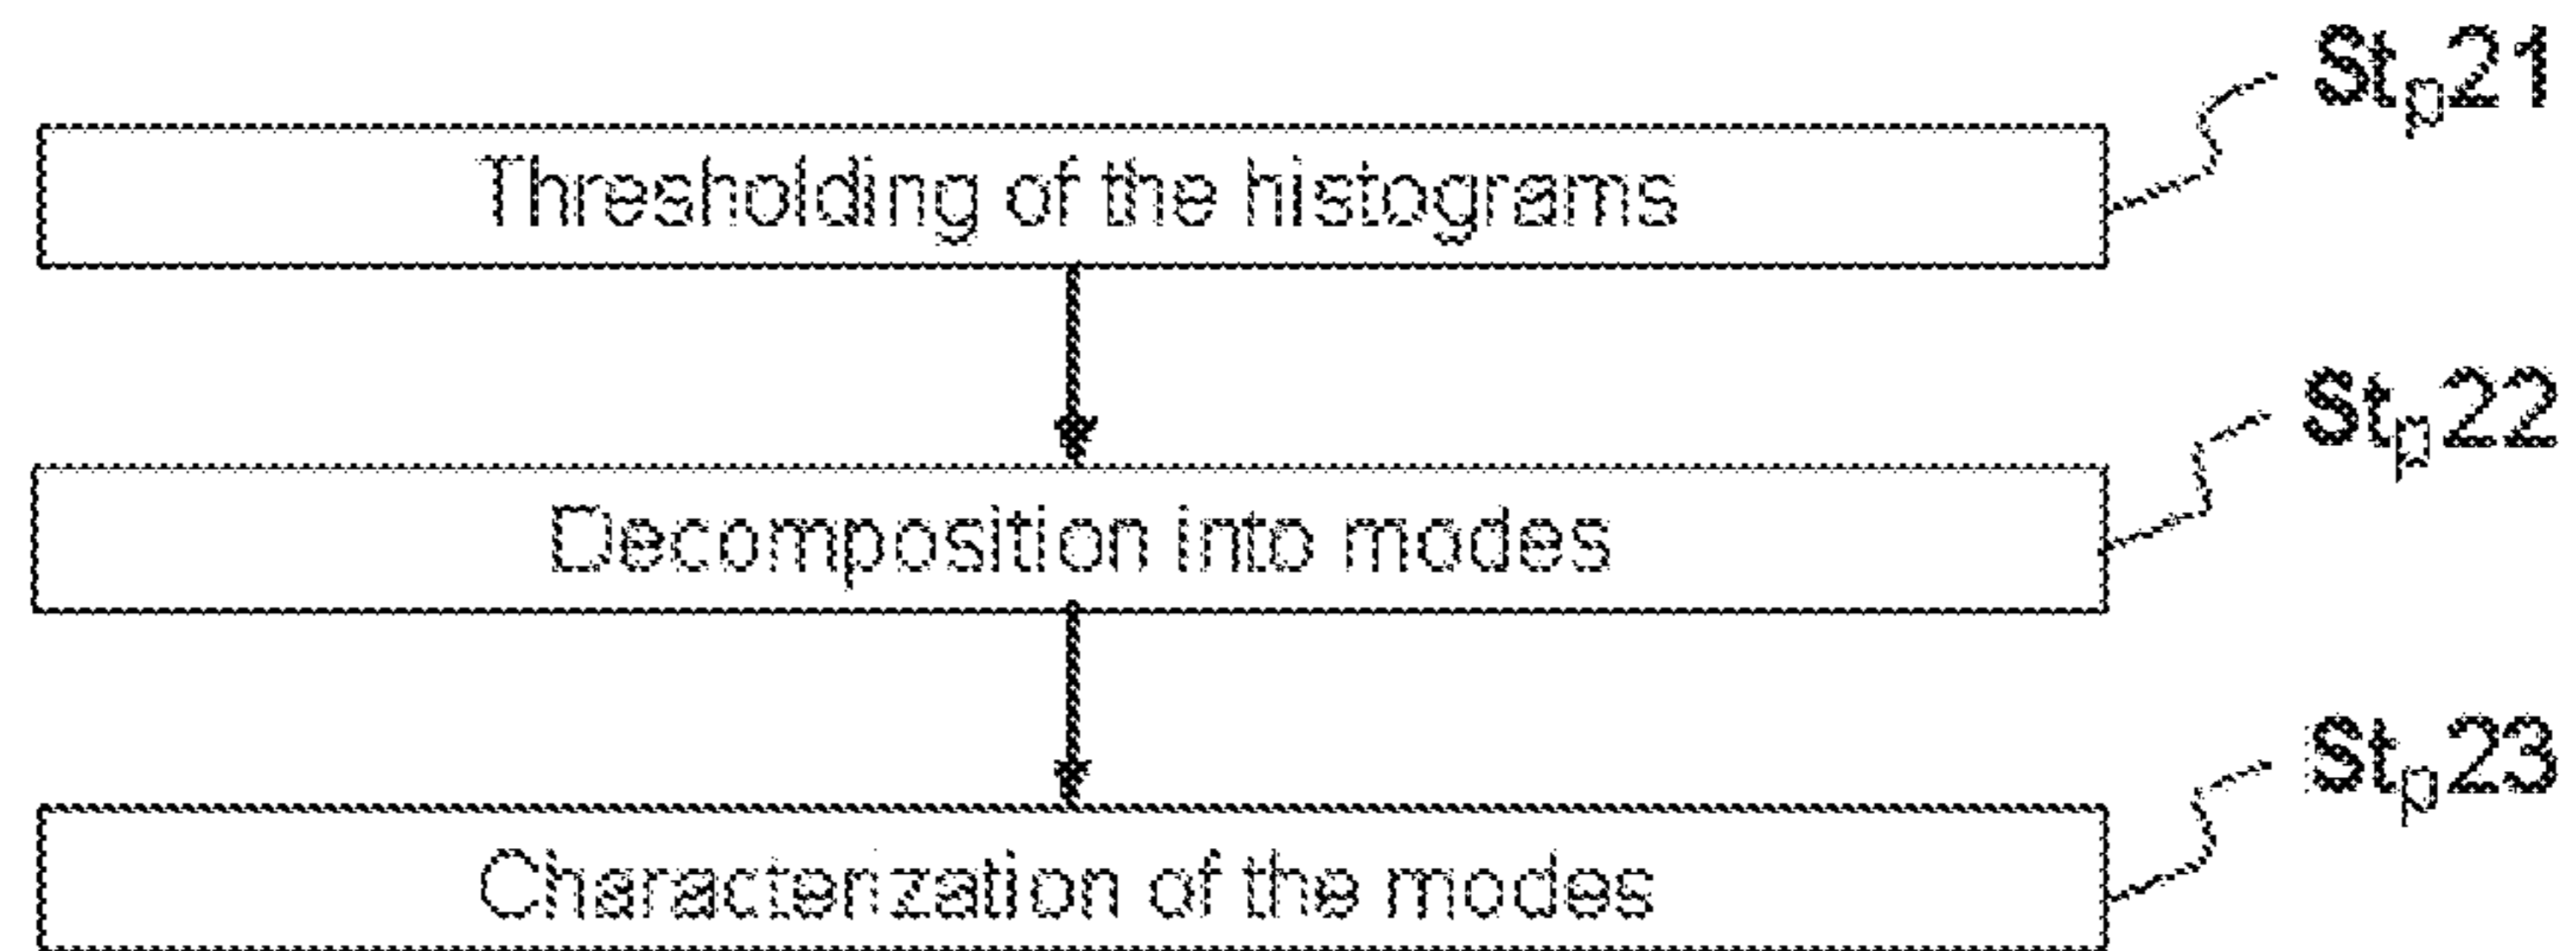 Stp21
Thresholding of the histograms
Stp22
Decomposition into modes
Stp23
Characterization of the modes